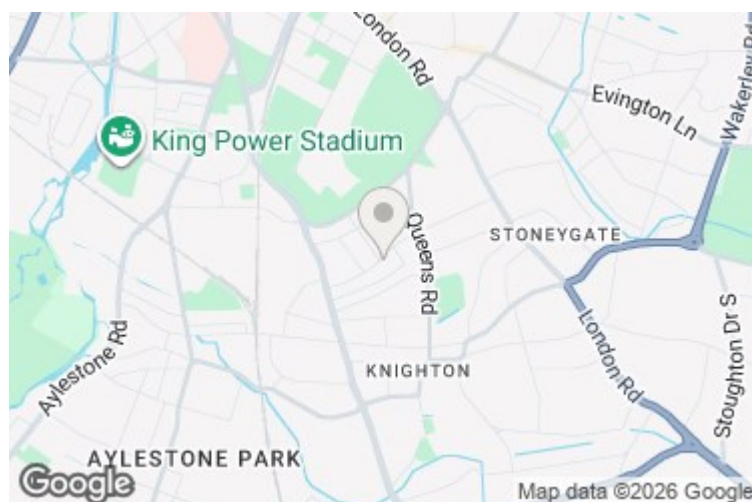 London Rd
Evington Ln
Wakerley Rd
King Power Stadium
Queens Rd
STONEYGATE
Stoughton Dr S
London Rd
Aylestone Rd
KNIGHTON
AYLESTONE PARK
Google
Map data ©2026 Google